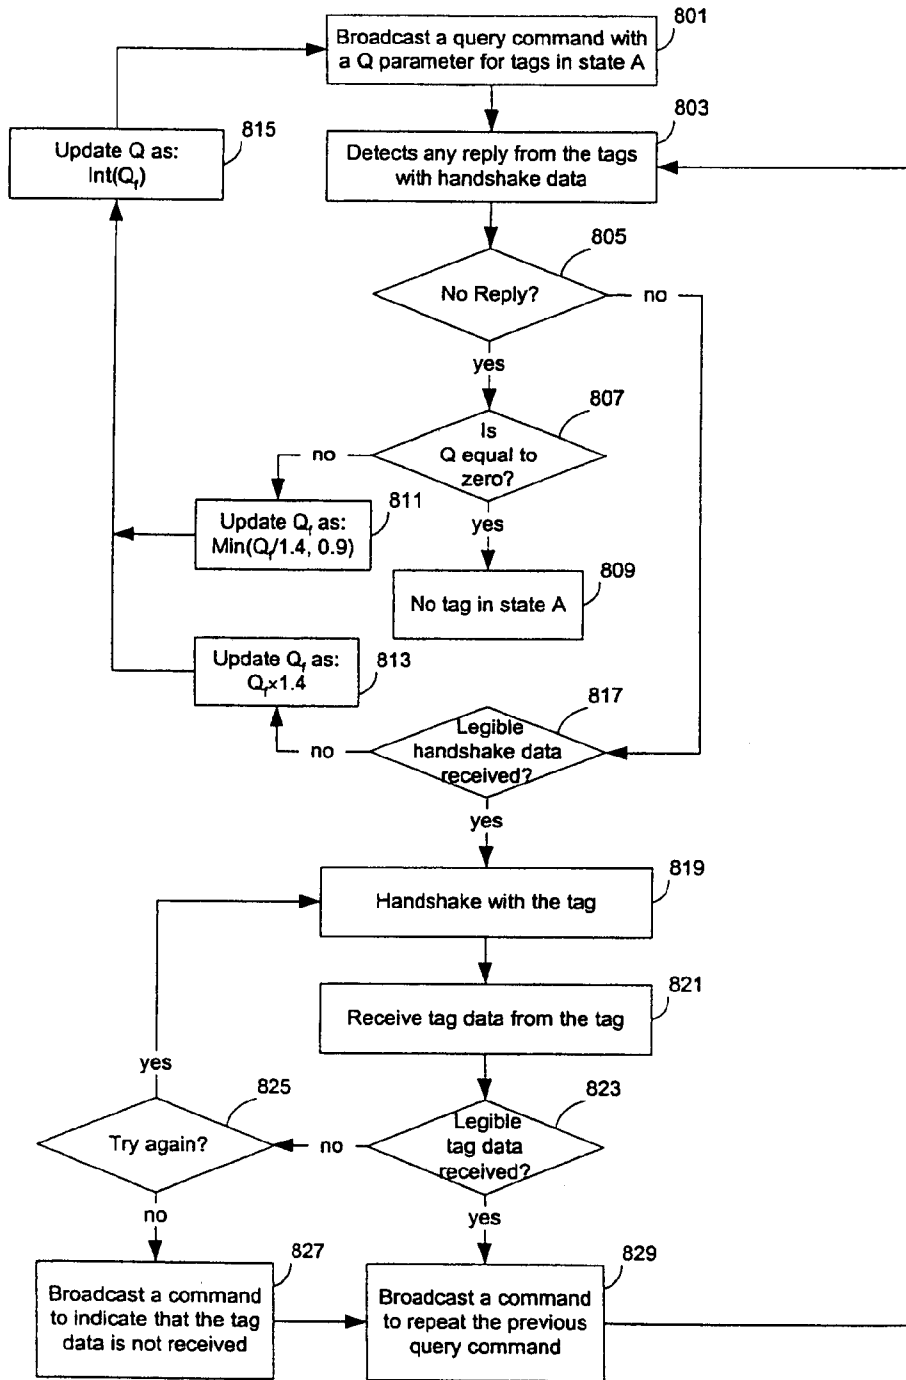 Broadcast a query command with
a Q parameter for tags in state A
801
Update Q as:
Int(Qf)
815
Detects any reply from the tags
with handshake data
803
No Reply?
805
no
yes
Is
Q equal to
zero?
807
no
yes
Update Qf as:
Min(Qf/1.4, 0.9)
811
No tag in state A
809
Update Qf as:
Qf×1.4
813
Legible
handshake data
received?
817
no
yes
Handshake with the tag
819
Receive tag data from the tag
821
yes
Try again?
825
no
Legible
tag data
received?
823
no
yes
Broadcast a command
to indicate that the tag
data is not received
827
Broadcast a command
to repeat the previous
query command
829